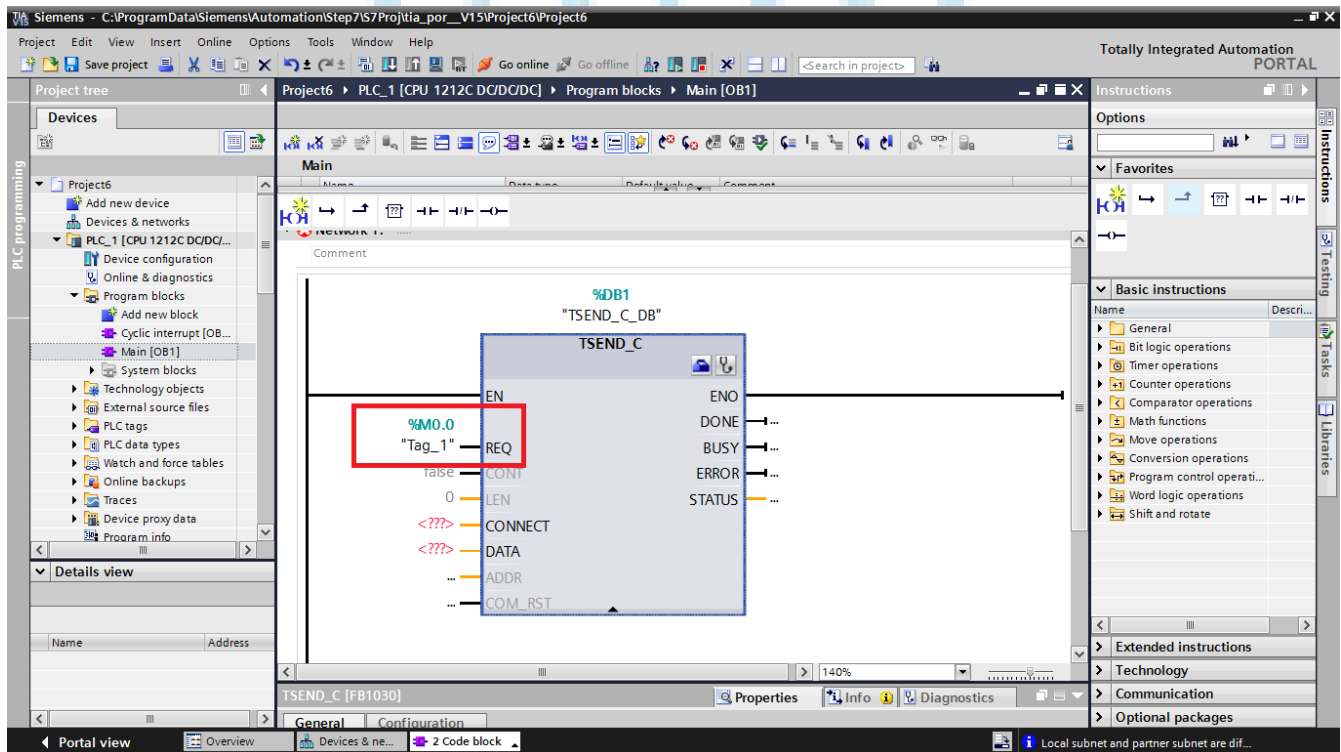 Siemens - C:\ProgramData\Siemens\Automation\Step7\S7Proj\tia_por__V15\Project6\Project6
Project Edit View Insert Online Options Tools Window Help
Totally Integrated Automation
PORTAL
Save project Go online Go offline <Search in project>
Project tree
Devices
PLC programming
Project6
Add new device
Devices & networks
PLC_1 [CPU 1212C DC/DC/...
Device configuration
Online & diagnostics
Program blocks
Add new block
Cyclic interrupt [OB...
Main [OB1]
System blocks
Technology objects
External source files
PLC tags
PLC data types
Watch and force tables
Online backups
Traces
Device proxy data
Program info
Details view
Name Address
Project6 PLC_1 [CPU 1212C DC/DC/DC] Program blocks Main [OB1]
Main
Name Data type Default value Comment
Network 1: .....
Comment
%DB1
"TSEND_C_DB"
TSEND_C
EN ENO
%M0.0 DONE ...
"Tag_1" REQ BUSY ...
false CONT ERROR ...
0 LEN STATUS ...
<???> CONNECT
<???> DATA
... ADDR
... COM_RST
140%
TSEND_C [FB1030] Properties Info Diagnostics
General Configuration
Instructions
Options
Favorites
Basic instructions
Name Descri...
General
Bit logic operations
Timer operations
Counter operations
Comparator operations
Math functions
Move operations
Conversion operations
Program control operati...
Word logic operations
Shift and rotate
Extended instructions
Technology
Communication
Optional packages
Instructions
Testing
Tasks
Libraries
Portal view Overview Devices & ne... 2 Code block Local subnet and partner subnet are dif...